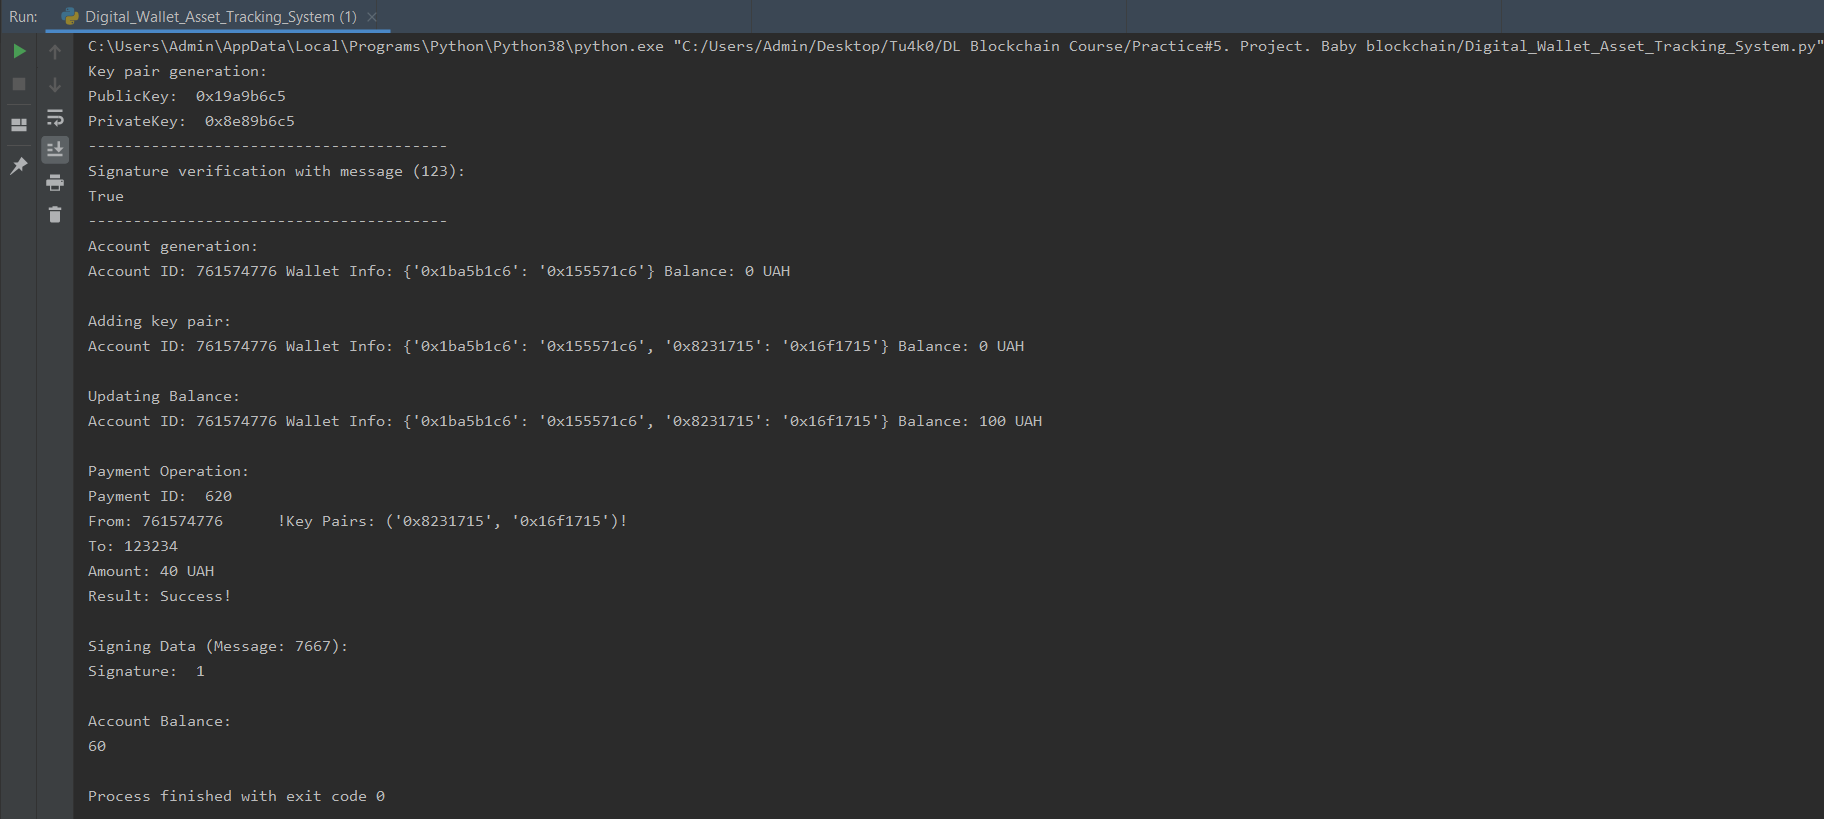 Run: Digital_Wallet_Asset_Tracking_System (1)
C:\Users\Admin\AppData\Local\Programs\Python\Python38\python.exe "C:/Users/Admin/Desktop/Tu4k0/DL Blockchain Course/Practice#5. Project. Baby blockchain/Digital_Wallet_Asset_Tracking_System.py"
Key pair generation:
PublicKey:  0x19a9b6c5
PrivateKey:  0x8e89b6c5
----------------------------------------
Signature verification with message (123):
True
----------------------------------------
Account generation:
Account ID: 761574776 Wallet Info: {'0x1ba5b1c6': '0x155571c6'} Balance: 0 UAH
Adding key pair:
Account ID: 761574776 Wallet Info: {'0x1ba5b1c6': '0x155571c6', '0x8231715': '0x16f1715'} Balance: 0 UAH
Updating Balance:
Account ID: 761574776 Wallet Info: {'0x1ba5b1c6': '0x155571c6', '0x8231715': '0x16f1715'} Balance: 100 UAH
Payment Operation:
Payment ID:  620
From: 761574776      !Key Pairs: ('0x8231715', '0x16f1715')!
To: 123234
Amount: 40 UAH
Result: Success!
Signing Data (Message: 7667):
Signature:  1
Account Balance:
60
Process finished with exit code 0